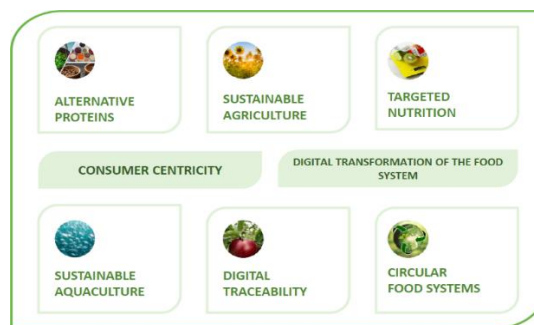 ALTERNATIVE
PROTEINS
SUSTAINABLE
AGRICULTURE
TARGETED
NUTRITION
CONSUMER CENTRICITY
DIGITAL TRANSFORMATION OF THE FOOD
SYSTEM
SUSTAINABLE
AQUACULTURE
DIGITAL
TRACEABILITY
CIRCULAR
FOOD SYSTEMS